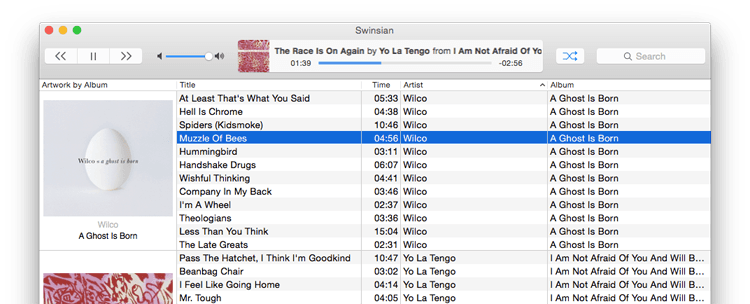 Swinsian
The Race Is On Again by Yo La Tengo from I Am Not Afraid Of Yo
01:39 -02:56
Search
Artwork by Album Title Time Artist Album
At Least That's What You Said 05:33 Wilco A Ghost Is Born
Hell Is Chrome 04:38 Wilco A Ghost Is Born
Spiders (Kidsmoke) 10:46 Wilco A Ghost Is Born
Muzzle Of Bees 04:56 Wilco A Ghost Is Born
Hummingbird 03:11 Wilco A Ghost Is Born
Handshake Drugs 06:07 Wilco A Ghost Is Born
Wishful Thinking 04:41 Wilco A Ghost Is Born
Company In My Back 03:46 Wilco A Ghost Is Born
I'm A Wheel 02:37 Wilco A Ghost Is Born
Theologians 03:36 Wilco A Ghost Is Born
Less Than You Think 15:04 Wilco A Ghost Is Born
The Late Greats 02:31 Wilco A Ghost Is Born
Pass The Hatchet, I Think I'm Goodkind 10:47 Yo La Tengo I Am Not Afraid Of You And Will B...
Beanbag Chair 03:02 Yo La Tengo I Am Not Afraid Of You And Will B...
I Feel Like Going Home 04:14 Yo La Tengo I Am Not Afraid Of You And Will B...
Mr. Tough 04:05 Yo La Tengo I Am Not Afraid Of You And Will B...
Wilco a ghost is born
Wilco
A Ghost Is Born